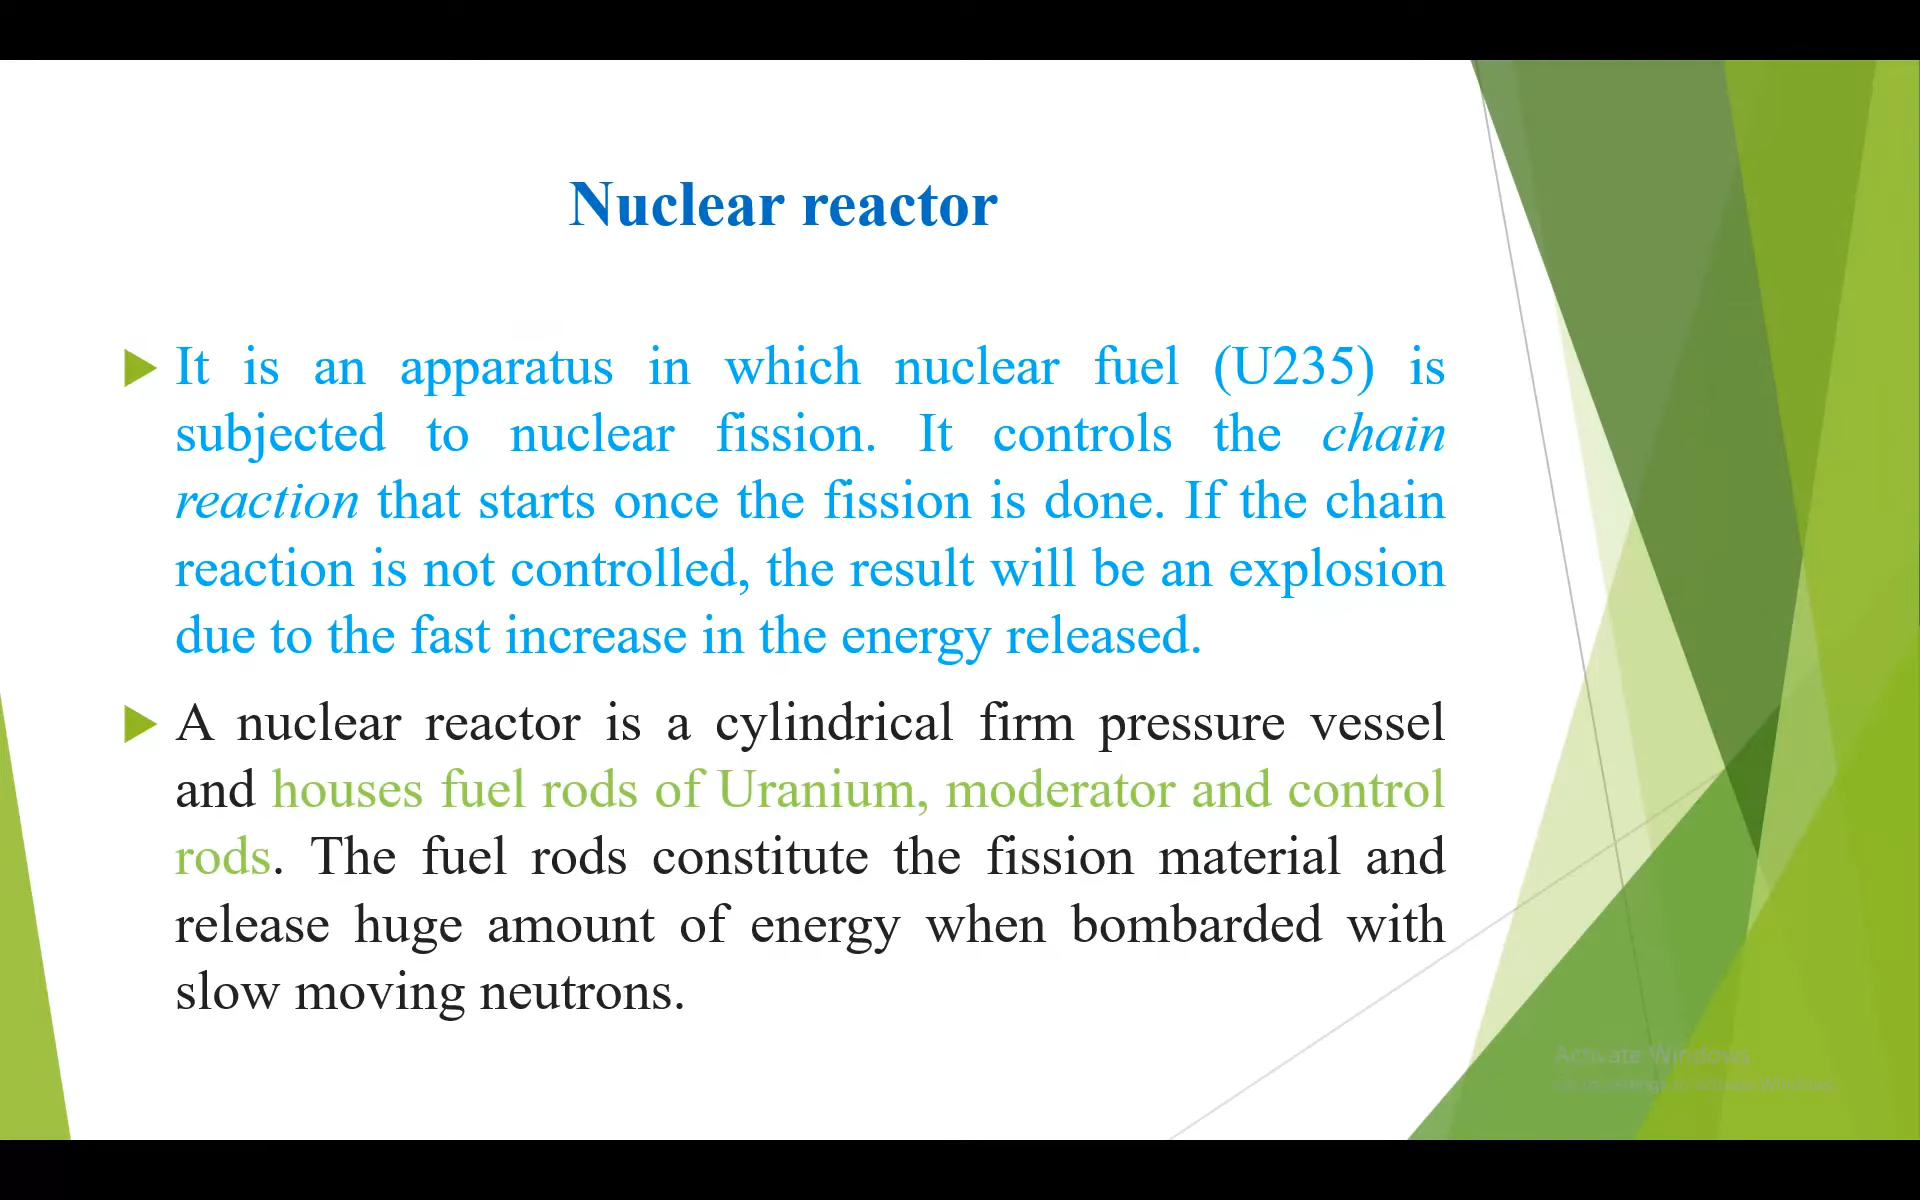 Nuclear reactor
It is an apparatus in which nuclear fuel (U235) is
subjected to nuclear fission. It controls the chain
reaction that starts once the fission is done. If the chain
reaction is not controlled, the result will be an explosion
due to the fast increase in the energy released.
A nuclear reactor is a cylindrical firm pressure vessel
and houses fuel rods of Uranium, moderator and control
rods. The fuel rods constitute the fission material and
release huge amount of energy when bombarded with
slow moving neutrons.
Activate Windows